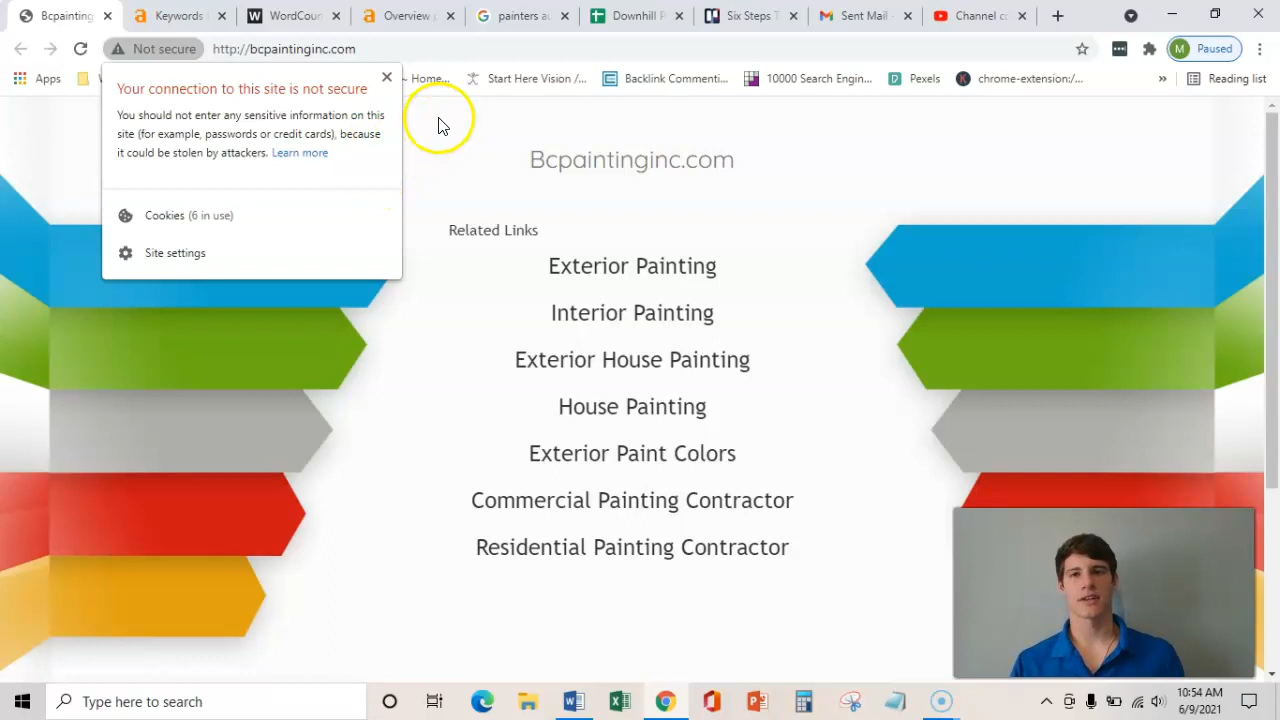 Bcpainting
Keywords
WordCoun
Overview
painters au
Downhill P
Six Steps T
Sent Mail -
Channel co
Not secure
http://bcpaintinginc.com
M Paused
Apps
Home...
Start Here Vision /...
Backlink Commenti...
10000 Search Engin...
Pexels
chrome-extension:/...
»
Reading list
Your connection to this site is not secure
You should not enter any sensitive information on this
site (for example, passwords or credit cards), because
it could be stolen by attackers. Learn more
Cookies (6 in use)
Site settings
Bcpaintinginc.com
Related Links
Exterior Painting
Interior Painting
Exterior House Painting
House Painting
Exterior Paint Colors
Commercial Painting Contractor
Residential Painting Contractor
Type here to search
10:54 AM
6/9/2021